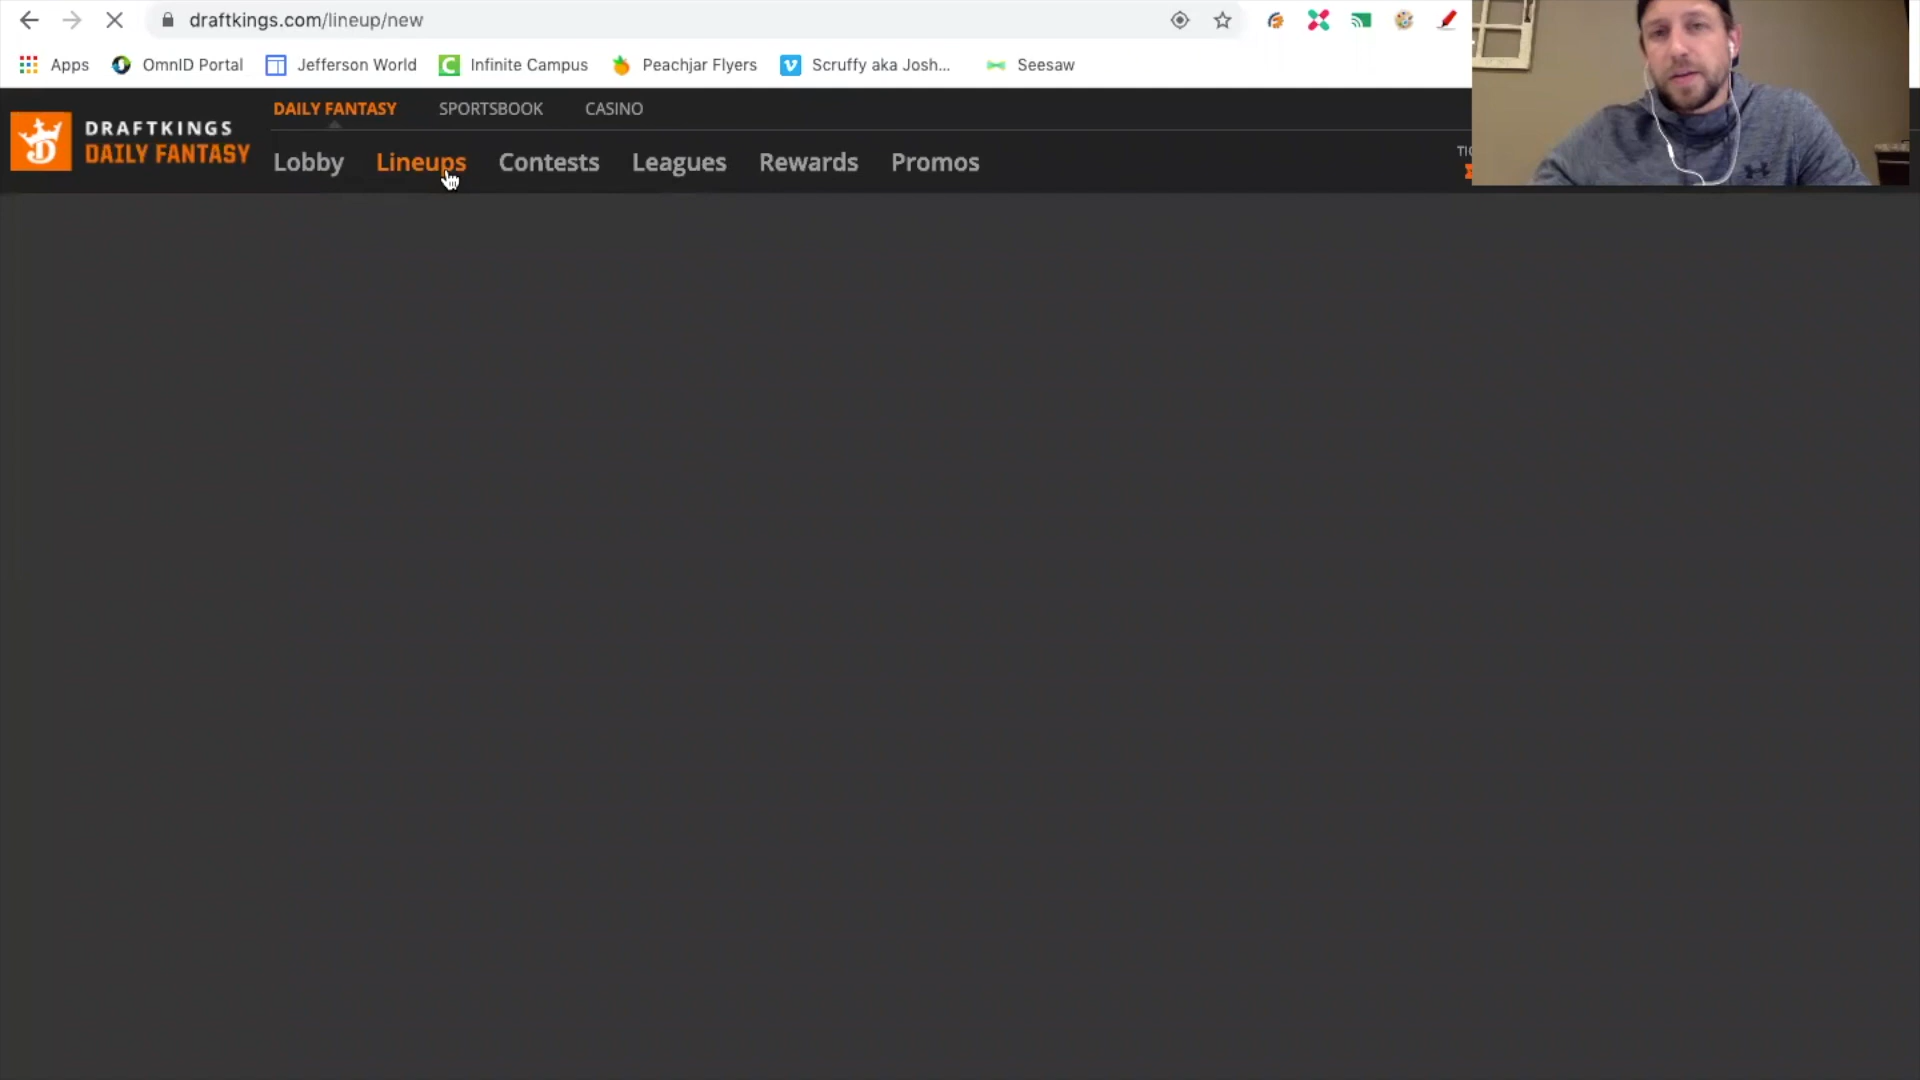 draftkings.com/lineup/new
Apps OmnID Portal Jefferson World Infinite Campus Peachjar Flyers Scruffy aka Josh... Seesaw
DAILY FANTASY SPORTSBOOK CASINO
DRAFTKINGS
DAILY FANTASY
Lobby Lineups Contests Leagues Rewards Promos